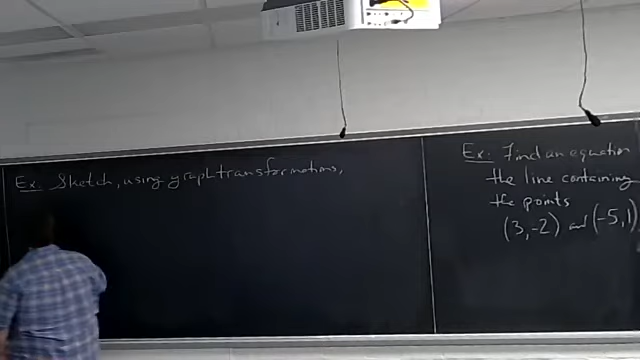 Ex: Sketch, using graph transformations,
Ex: Find an equation
the line containing
the points
(3,-2) and (-5,1)